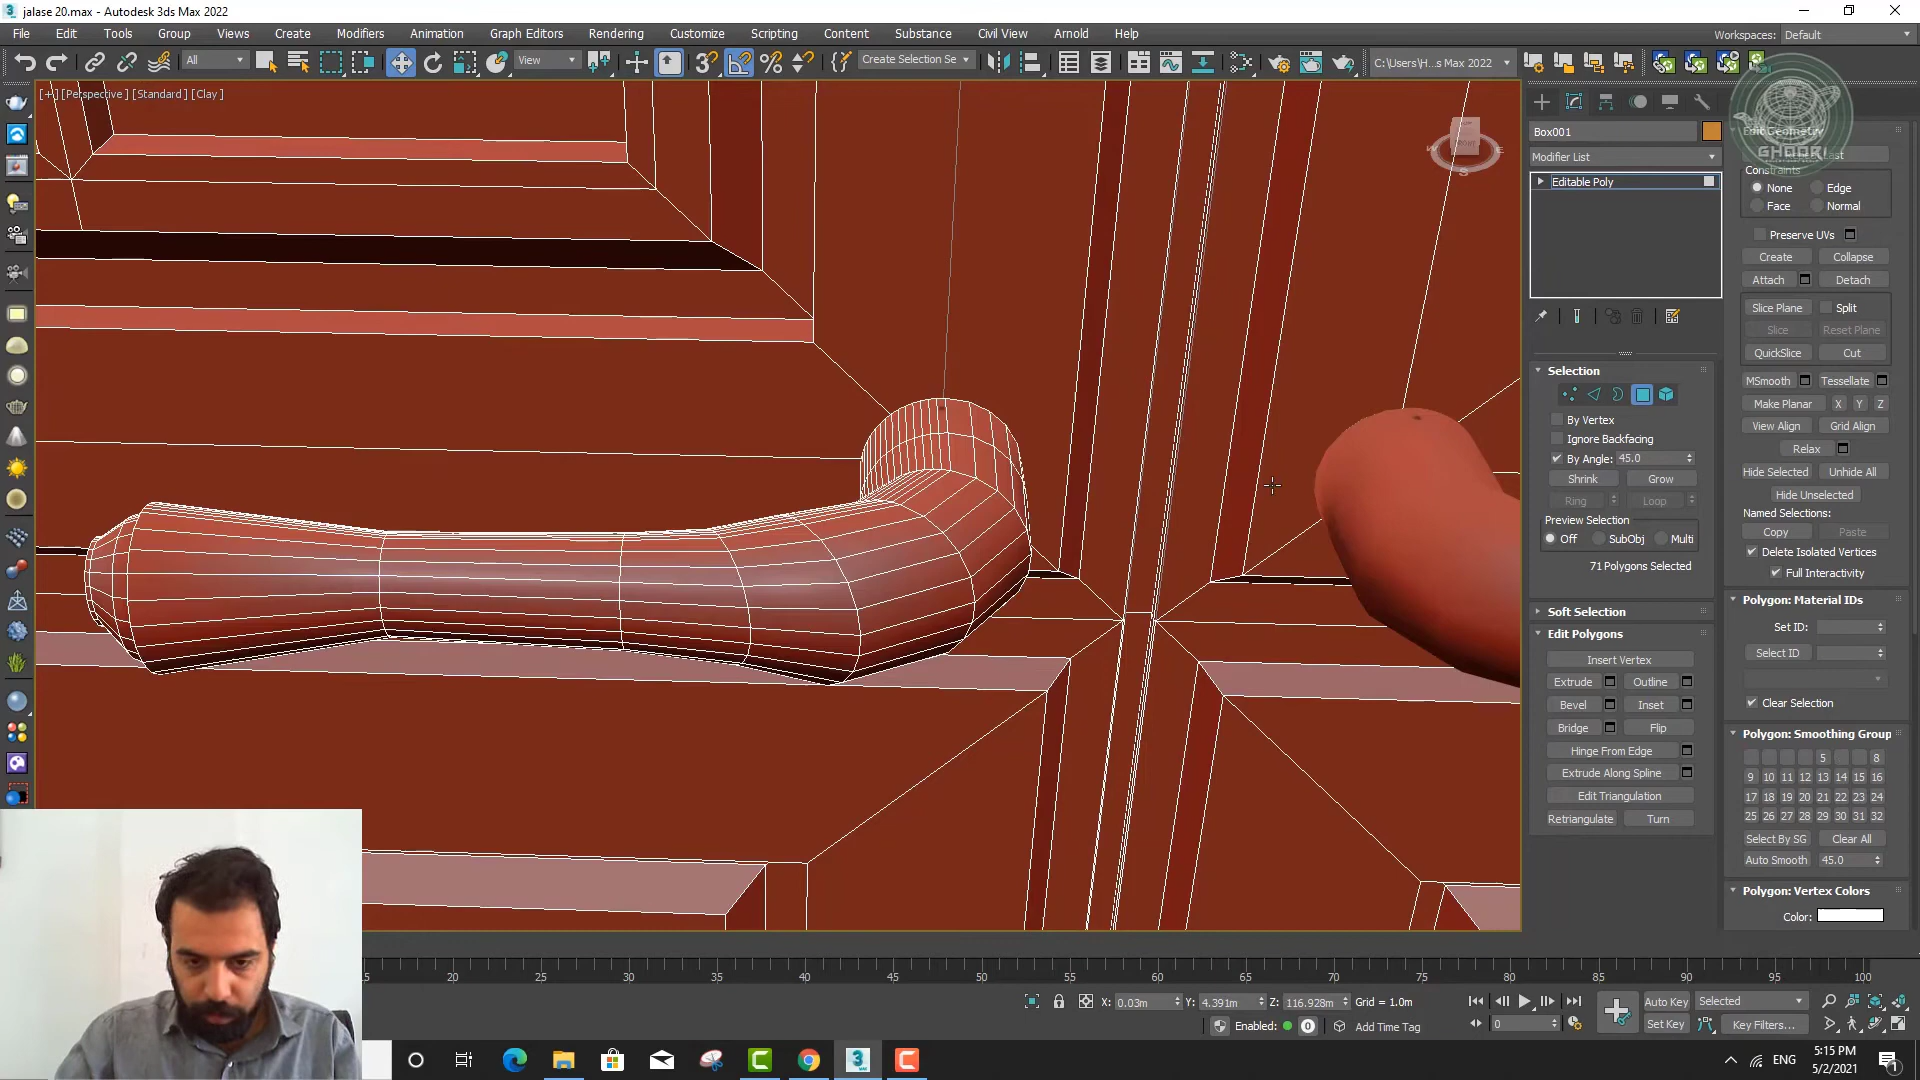 jalase 20.max - Autodesk 3ds Max 2022
File Edit Tools Group Views Create Modifiers Animation Graph Editors Rendering Customize Scripting Content Substance Civil View Arnold Help
Workspaces: Default
All View Create Selection Se C:\Users\H...s Max 2022
[+] [Perspective] [Standard] [Clay]
GHOORI
Box001
Modifier List
Editable Poly
Selection
By Vertex
Ignore Backfacing
By Angle: 45.0
Shrink Grow
Ring Loop
Preview Selection
Off SubObj Multi
71 Polygons Selected
Soft Selection
Edit Polygons
Insert Vertex
Extrude Outline
Bevel Inset
Bridge Flip
Hinge From Edge
Extrude Along Spline
Edit Triangulation
Retriangulate Turn
Edit Geometry
Constraints
None Edge
Face Normal
Preserve UVs
Create Collapse
Attach Detach
Slice Plane Split
Slice Reset Plane
QuickSlice Cut
MSmooth Tessellate
Make Planar X Y Z
View Align Grid Align
Relax
Hide Selected Unhide All
Hide Unselected
Named Selections:
Copy Paste
Delete Isolated Vertices
Full Interactivity
Polygon: Material IDs
Set ID:
Select ID
Clear Selection
Polygon: Smoothing Group
5 8
9 10 11 12 13 14 15 16
17 18 19 20 21 22 23 24
25 26 27 28 29 30 31 32
Select By SG Clear All
Auto Smooth 45.0
Polygon: Vertex Colors
Color:
20 25 30 35 40 45 50 55 60 65 70 75 80 85 90 95 100
X: 0.03m Y: 4.391m Z: 116.928m Grid = 1.0m
Enabled: 0 Add Time Tag
0
Auto Key Selected
Set Key Key Filters...
ENG
5:15 PM
5/2/2021